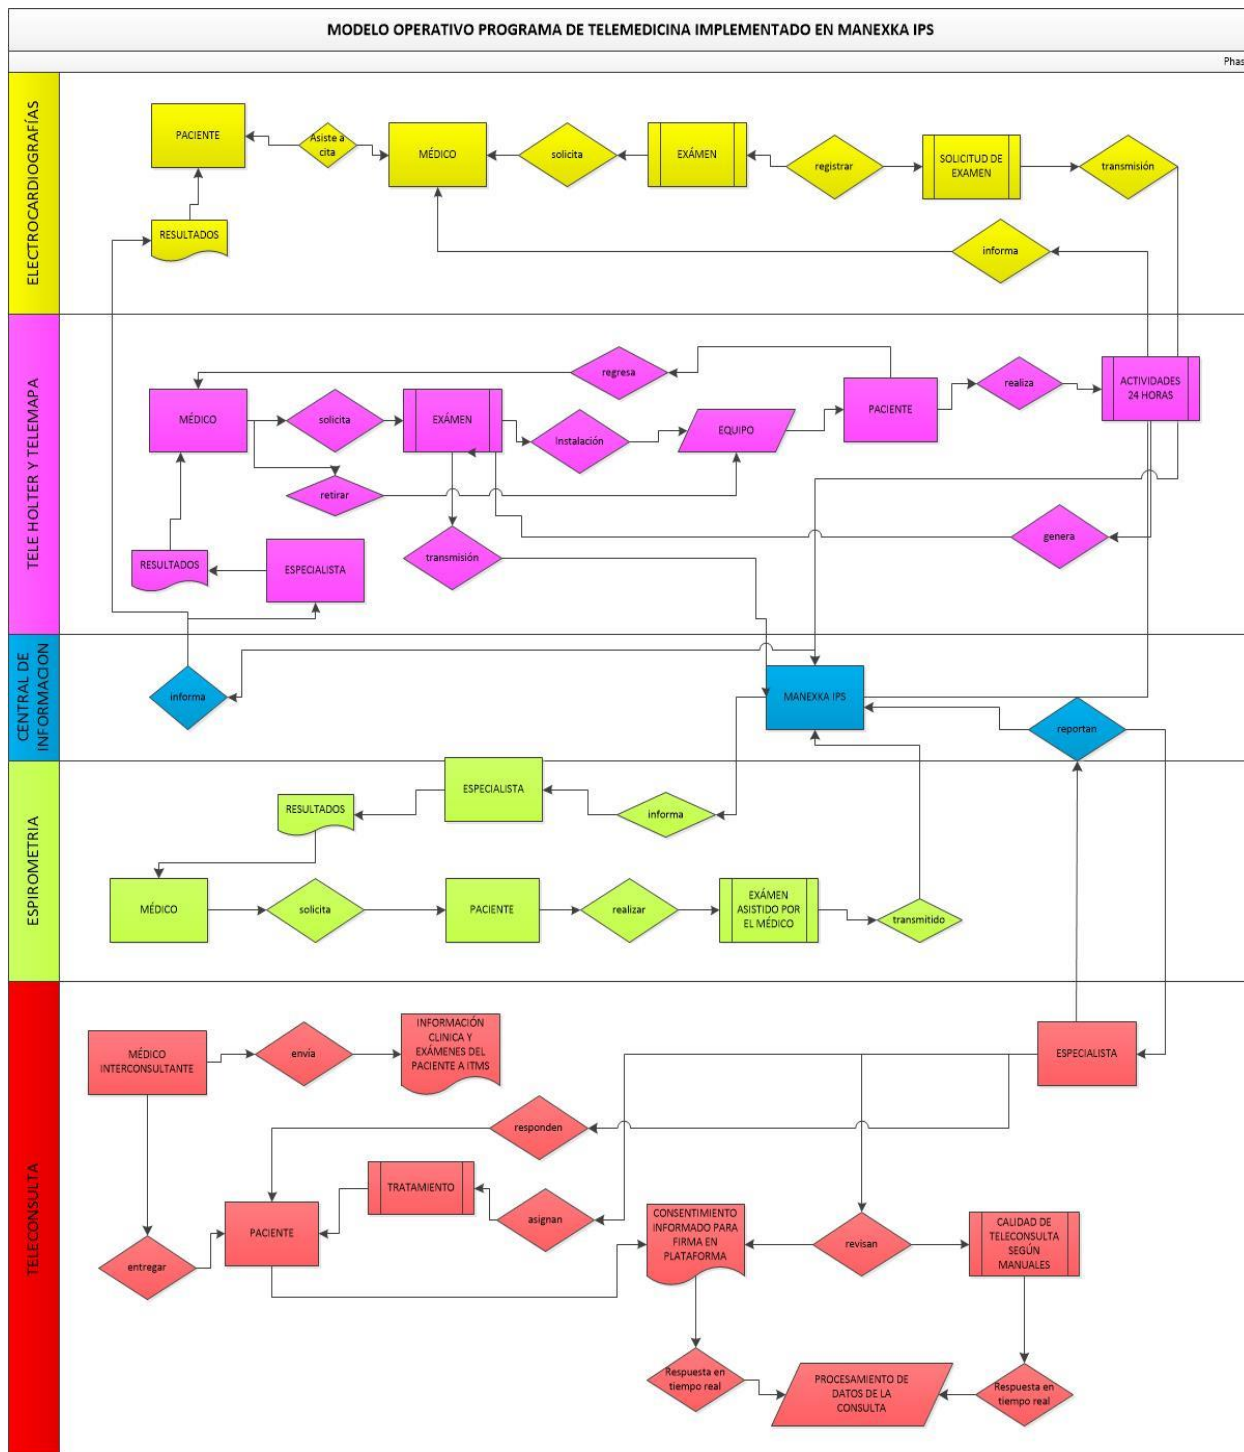 MODELO OPERATIVO PROGRAMA DE TELEMEDICINA IMPLEMENTADO EN MANEXKA IPS
Phas
ELECTROCARDIOGRAFÍAS
PACIENTE
Asiste a
cita
MÉDICO
solicita
EXÁMEN
registrar
SOLICITUD DE
EXAMEN
transmisión
RESULTADOS
informa
TELE HOLTER Y TELEMAPA
regresa
MÉDICO
solicita
EXÁMEN
Instalación
EQUIPO
PACIENTE
realiza
ACTIVIDADES
24 HORAS
retirar
RESULTADOS
ESPECIALISTA
transmisión
genera
CENTRAL DE
INFORMACION
informa
MANEXKA IPS
reportan
ESPIROMETRIA
RESULTADOS
ESPECIALISTA
informa
MÉDICO
solicita
PACIENTE
realizar
EXÁMEN
ASISTIDO POR
EL MÉDICO
transmitido
TELECONSULTA
MÉDICO
INTERCONSULTANTE
envía
INFORMACIÓN
CLINICA Y
EXÁMENES DEL
PACIENTE A ITMS
ESPECIALISTA
responden
TRATAMIENTO
asignan
PACIENTE
entregar
CONSENTIMIENTO
INFORMADO PARA
FIRMA EN
PLATAFORMA
revisan
CALIDAD DE
TELECONSULTA
SEGÚN
MANUALES
Respuesta en
tiempo real
PROCESAMIENTO DE
DATOS DE LA
CONSULTA
Respuesta en
tiempo real